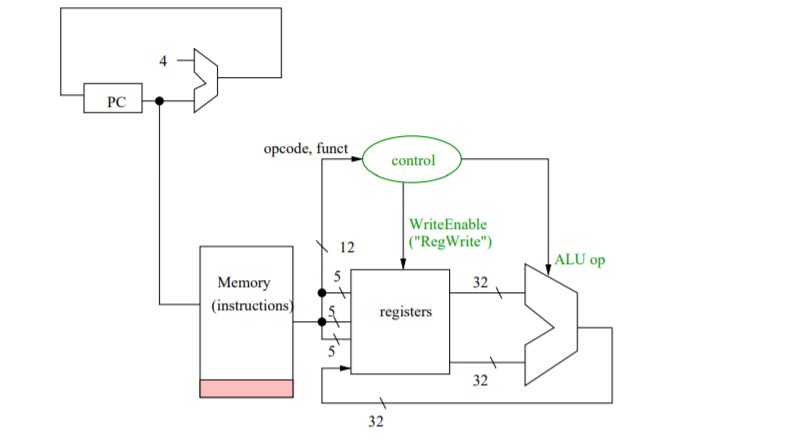 4
PC
opcode, funct
control
WriteEnable
("RegWrite")
12
ALU op
Memory
(instructions)
5
5
5
registers
32
32
32